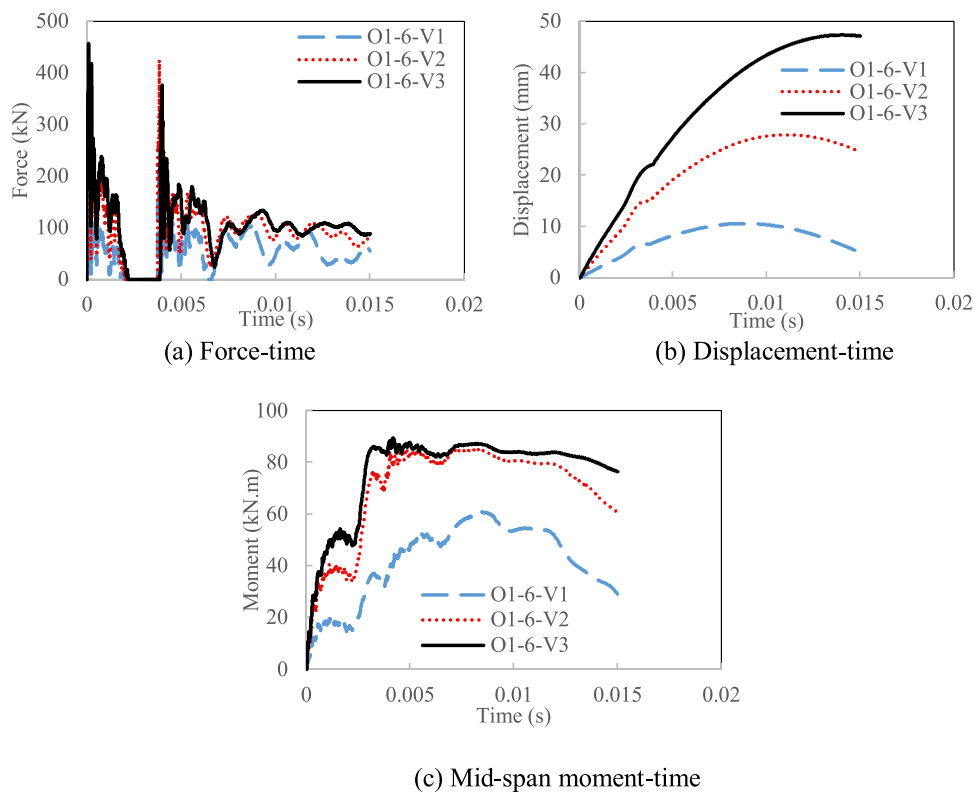 500
400
300
200
100
0
Force (kN)
O1-6-V1
O1-6-V2
O1-6-V3
0 0.005 0.01 0.015 0.02
Time (s)
(a) Force-time
50
40
30
20
10
0
Displacement (mm)
O1-6-V1
O1-6-V2
O1-6-V3
0 0.005 0.01 0.015 0.02
Time (s)
(b) Displacement-time
100
80
60
40
20
0
Moment (kN.m)
O1-6-V1
O1-6-V2
O1-6-V3
0 0.005 0.01 0.015 0.02
Time (s)
(c) Mid-span moment-time